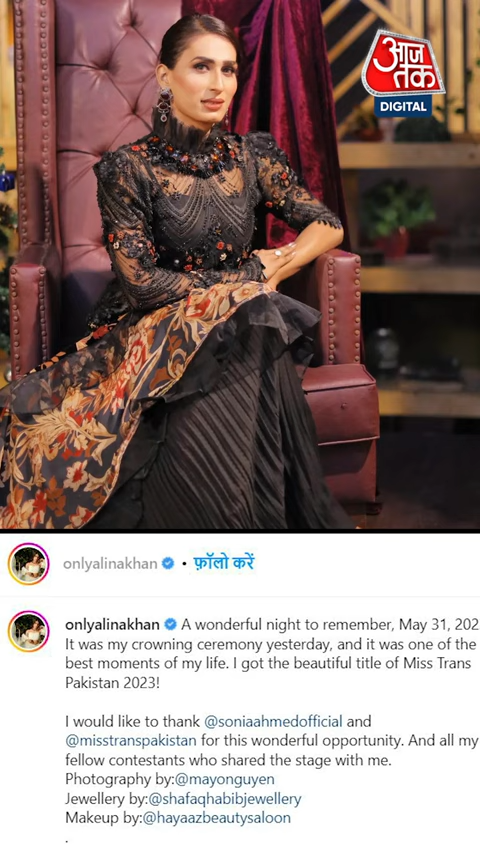 आज
तक
DIGITAL
onlyalinakhan • फ़ॉलो करें
onlyalinakhan A wonderful night to remember, May 31, 202
It was my crowning ceremony yesterday, and it was one of the
best moments of my life. I got the beautiful title of Miss Trans
Pakistan 2023!
I would like to thank @soniaahmedofficial and
@misstranspakistan for this wonderful opportunity. And all my
fellow contestants who shared the stage with me.
Photography by:@mayonguyen
Jewellery by:@shafaqhabibjewellery
Makeup by:@hayaazbeautysaloon
.